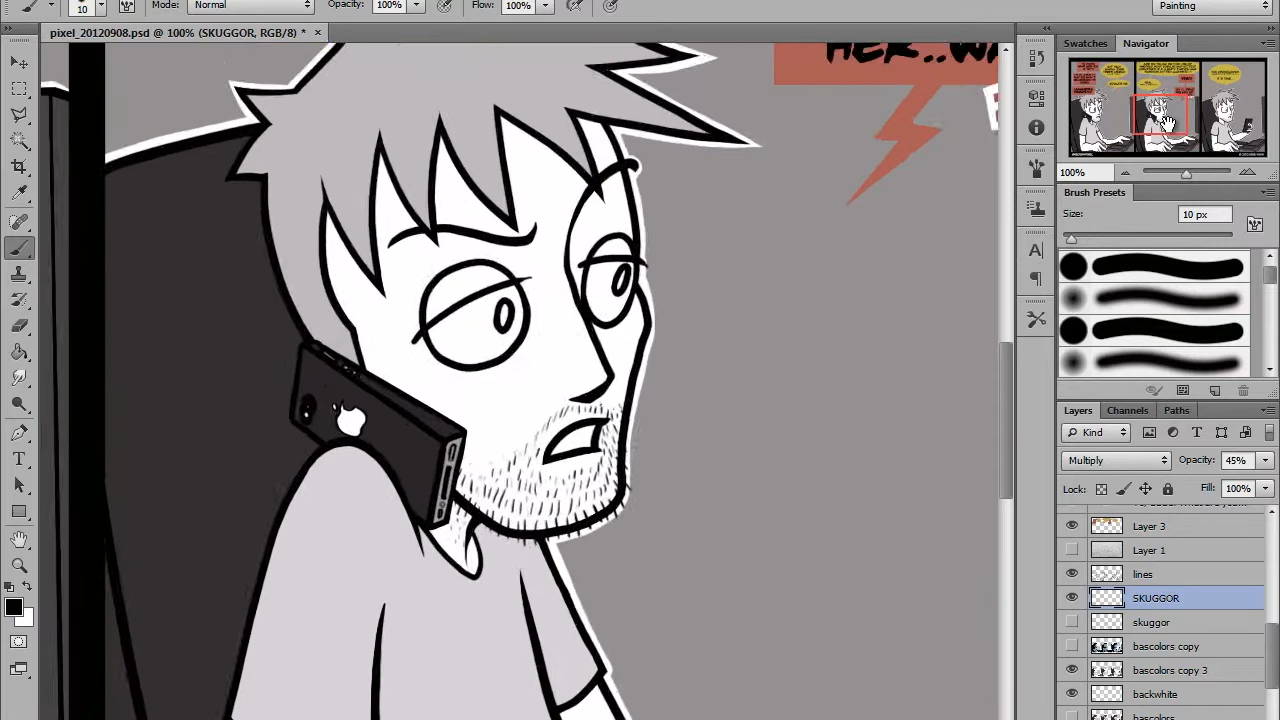 10
Mode: Normal
Opacity: 100%
Flow: 100%
Painting
pixel_20120908.psd @ 100% (SKUGGOR, RGB/8) *
HER..WA
Swatches
Navigator
100%
Brush Presets
Size:
10 px
Layers
Channels
Paths
Kind
Multiply
Opacity: 45%
Lock:
Fill: 100%
Layer 3
Layer 1
lines
SKUGGOR
skuggor
bascolors copy
bascolors copy 3
backwhite
bascolors